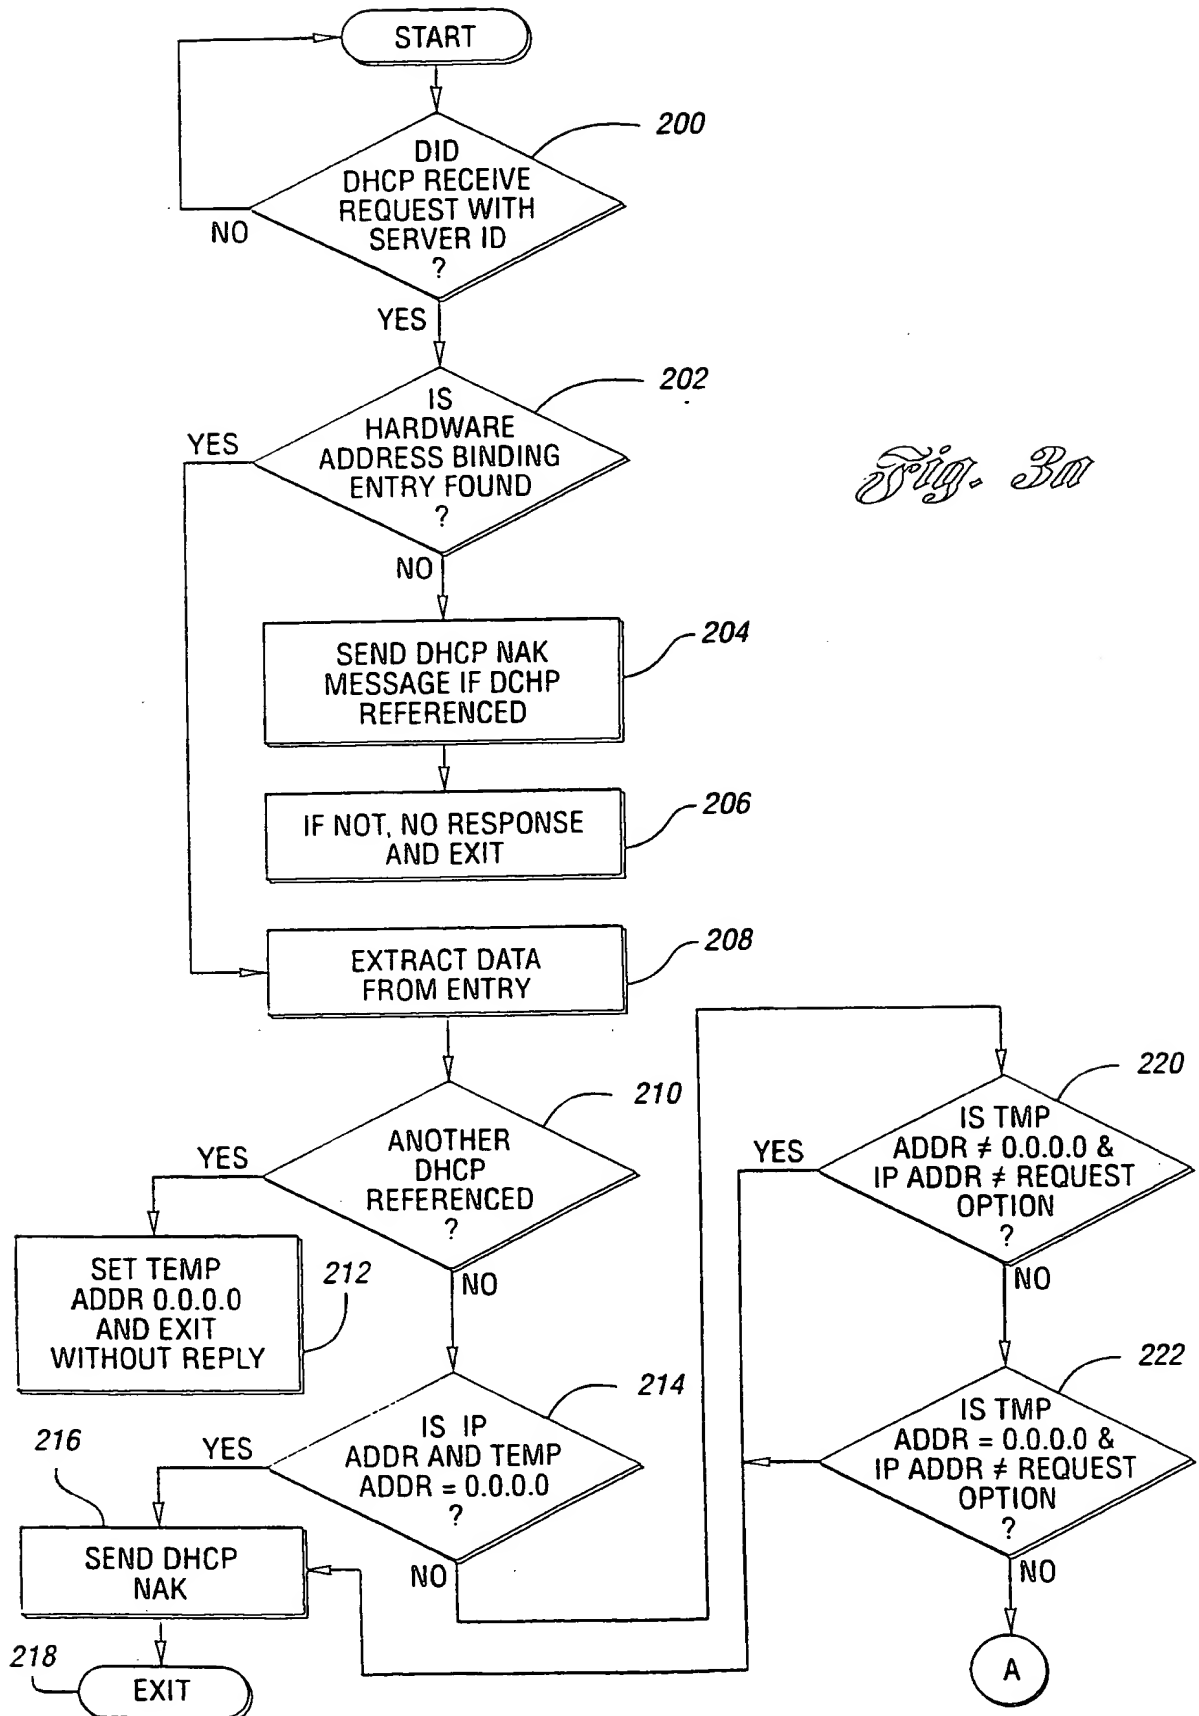 START
200
DID
DHCP RECEIVE
REQUEST WITH
SERVER ID
?
NO
YES
202
IS
HARDWARE
ADDRESS BINDING
ENTRY FOUND
?
YES
NO
Fig. 3a
204
SEND DHCP NAK
MESSAGE IF DCHP
REFERENCED
206
IF NOT, NO RESPONSE
AND EXIT
208
EXTRACT DATA
FROM ENTRY
210
ANOTHER
DHCP
REFERENCED
?
YES
NO
212
SET TEMP
ADDR 0.0.0.0
AND EXIT
WITHOUT REPLY
214
IS IP
ADDR AND TEMP
ADDR = 0.0.0.0
?
YES
NO
216
SEND DHCP
NAK
218
EXIT
220
IS TMP
ADDR ≠ 0.0.0.0 &
IP ADDR ≠ REQUEST
OPTION
?
YES
NO
222
IS TMP
ADDR = 0.0.0.0 &
IP ADDR ≠ REQUEST
OPTION
?
NO
A